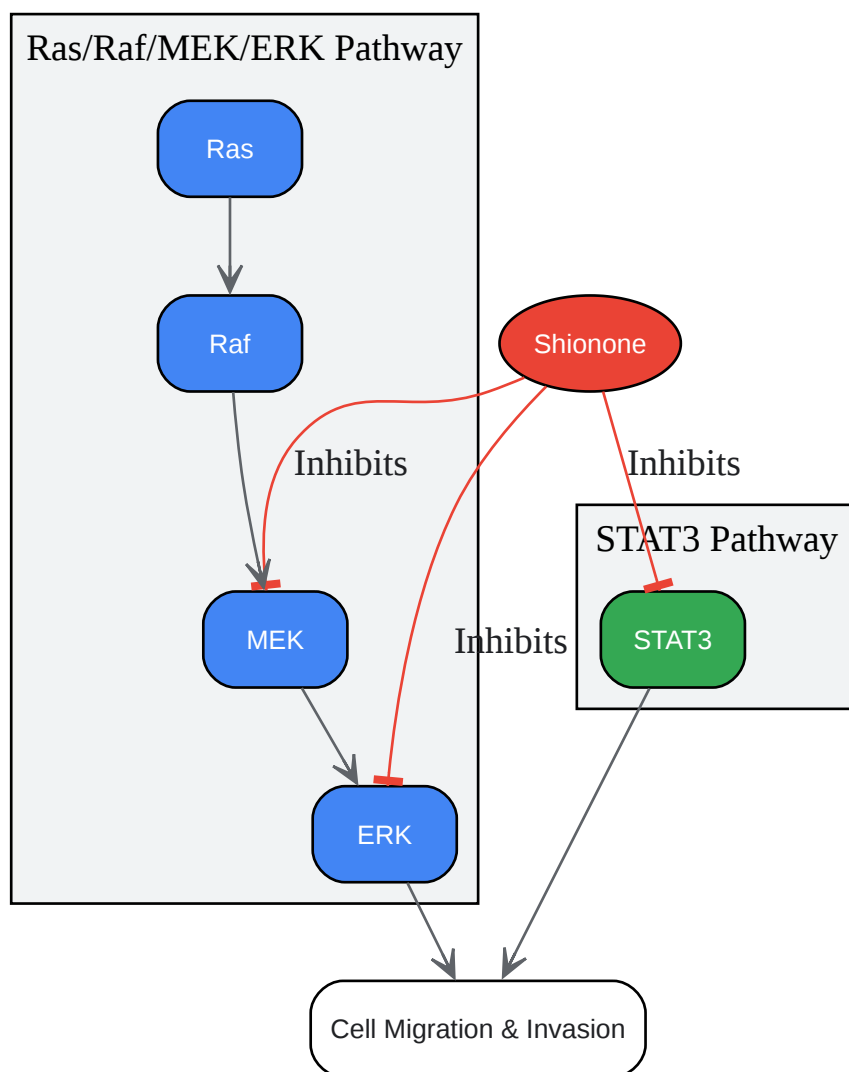 Ras/Raf/MEK/ERK Pathway
Ras
Raf
Shionone
Inhibits
Inhibits
STAT3 Pathway
MEK
Inhibits
STAT3
ERK
Cell Migration & Invasion